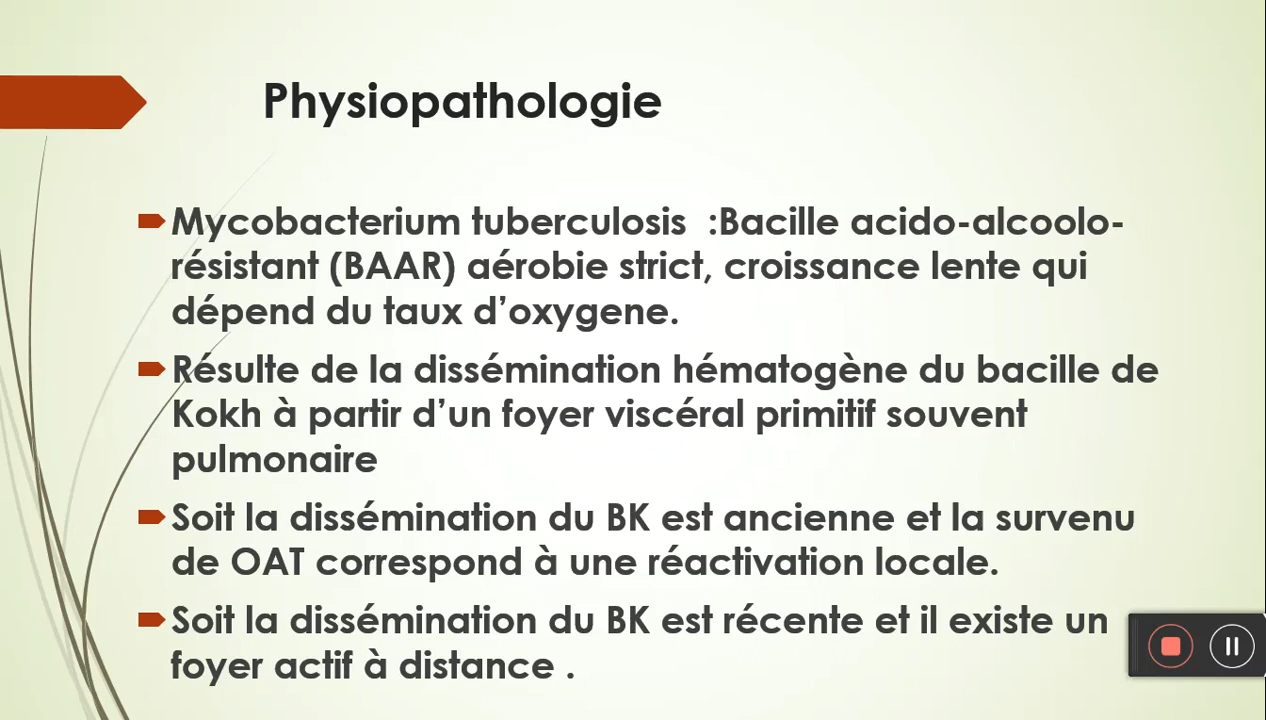 Physiopathologie
Mycobacterium tuberculosis :Bacille acido-alcoolo-
résistant (BAAR) aérobie strict, croissance lente qui
dépend du taux d’oxygene.
Résulte de la dissémination hématogène du bacille de
Kokh à partir d’un foyer viscéral primitif souvent
pulmonaire
Soit la dissémination du BK est ancienne et la survenu
de OAT correspond à une réactivation locale.
Soit la dissémination du BK est récente et il existe un
foyer actif à distance .